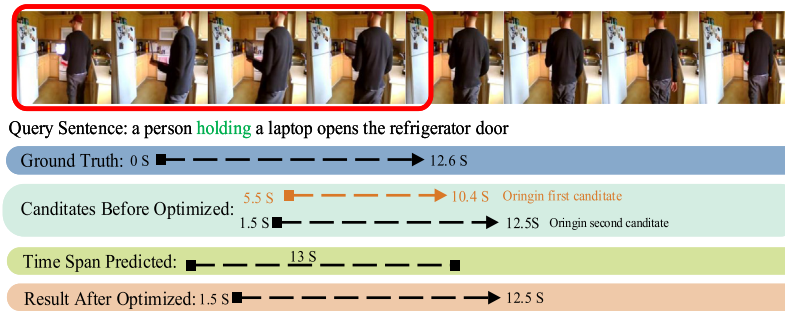 Query Sentence: a person holding a laptop opens the refrigerator door
Ground Truth: 0 S 12.6 S
5.5 S 10.4 S Oringin first canditate
Canditates Before Optimized:
1.5 S 12.5S Oringin second canditate
Time Span Predicted: 13 S
Result After Optimized: 1.5 S 12.5 S